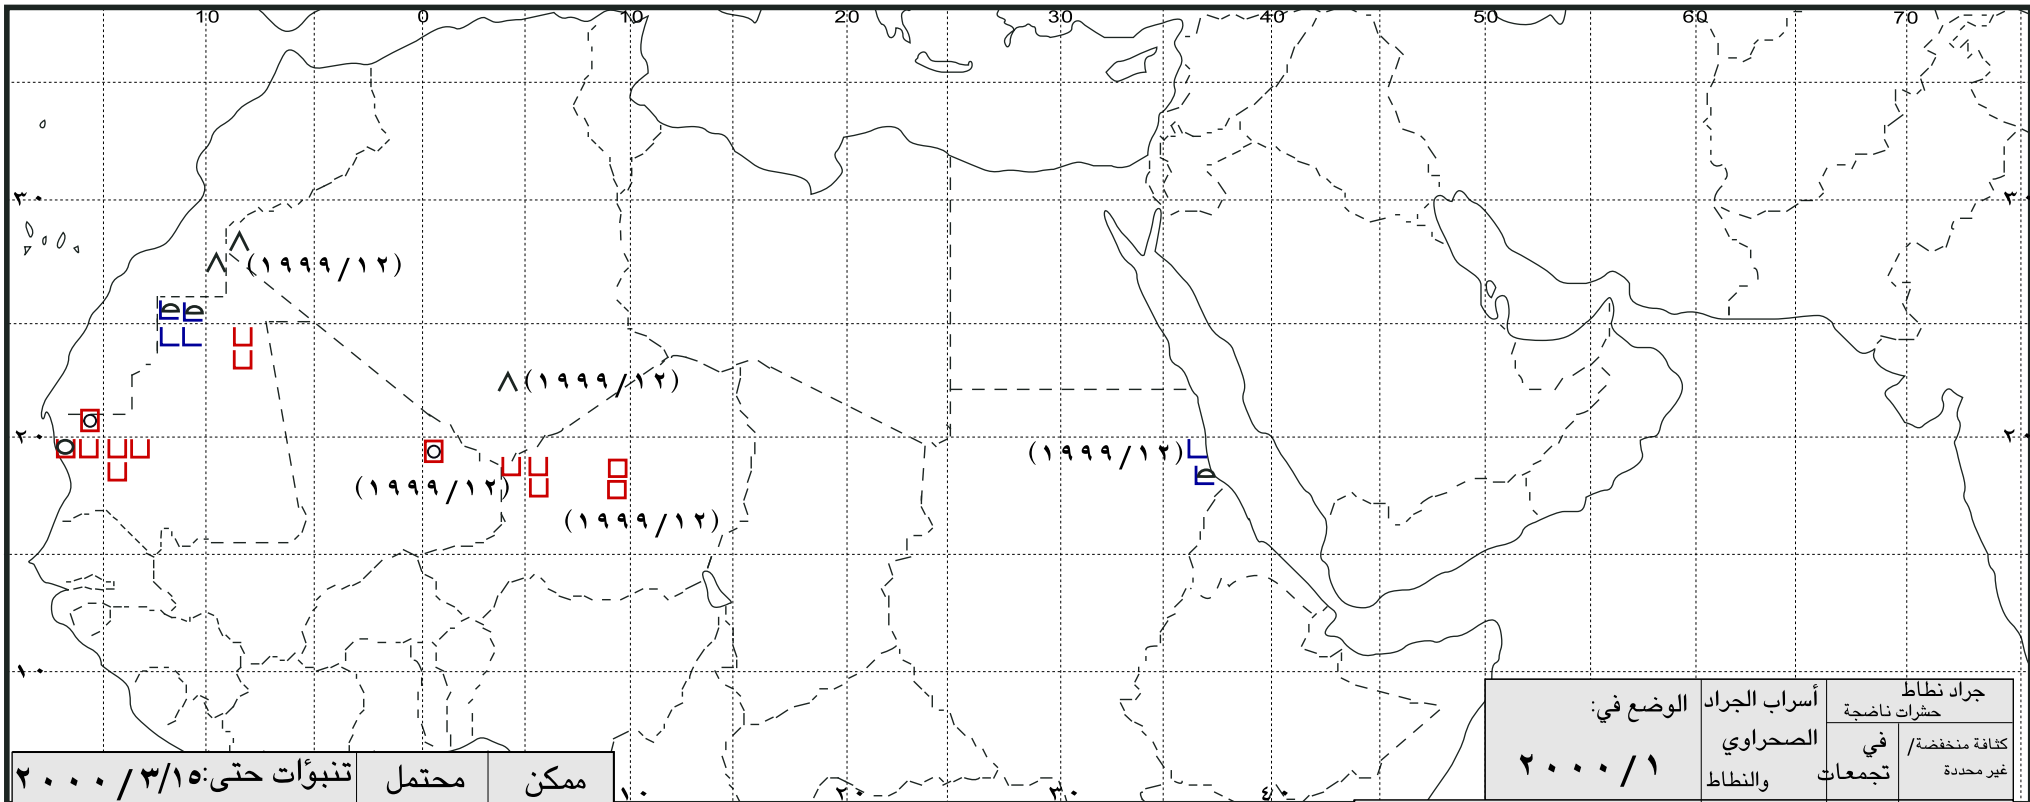 10 0 10 20 30 40 50 60 70
٣٠ ٣٠
(١٩٩٩/١٢)
(١٩٩٩/١٢)
٢٠ ٢٠
(١٩٩٩/١٢)
(١٩٩٩/١٢)
(١٩٩٩/١٢)
١٠
الوضع في:
٢٠٠٠/١
أسراب الجراد
الصحراوي
والنطاط
جراد نطاط
حشرات ناضجة
في
تجمعات
كثافة منخفضة/
غير محددة
تنبؤات حتى:٢٠٠٠/٣/١٥
محتمل
ممكن
١٠ ٢٠ ٣٠ ٤٠